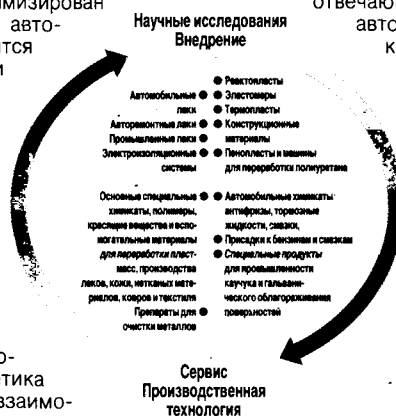 мизирован
авто-
тся
и
отвечаю
авто
к
Научные исследования
Внедрение
Автомобильные
лаки
Авторемонтные лаки
Промышленные лаки
Электроизоляционные
системы
Реактопласты
Эластомеры
Термопласты
Конструкционные
материалы
Пенопласты и машины
для переработки полиуретана
Основные специальные
химикаты, полимеры,
красящие вещества и вспо-
могательные материалы
для переработки пласт-
масс, производства
лаков, кожи, нетканых мате-
риалов, ковров и текстиля
Препараты для
очистки металлов
Автомобильные химикаты
антифризы, тормозные
жидкости, смазки,
Присадки к бензинам и смазкам
Специальные продукты
для промышленности
каучука и гальвани-
ческого облагораживания
поверхностей
о-
тика
взаимо-
Сервис
Производственная
технология